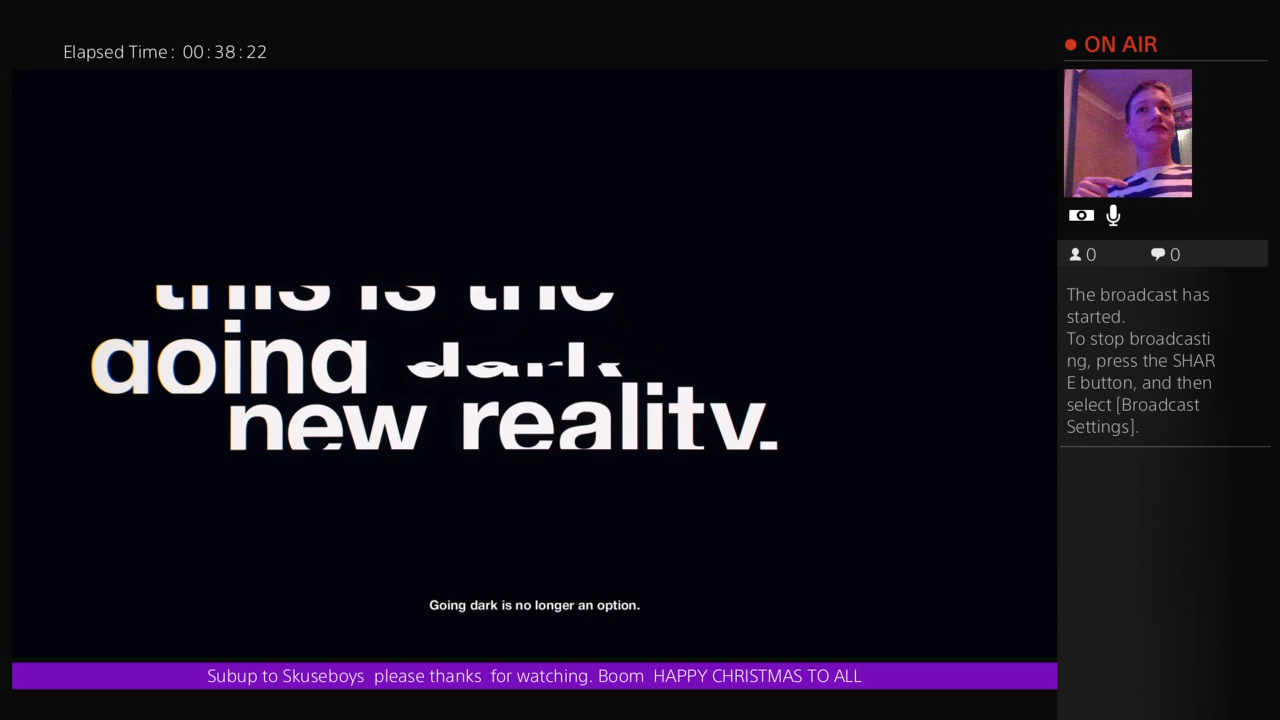 Elapsed Time: 00:38:22
ON AIR
this is the
going dark
new reality.
Going dark is no longer an option.
Subup to Skuseboys please thanks for watching. Boom HAPPY CHRISTMAS TO ALL
0 0
The broadcast has
started.
To stop broadcasti
ng, press the SHAR
E button, and then
select [Broadcast
Settings].